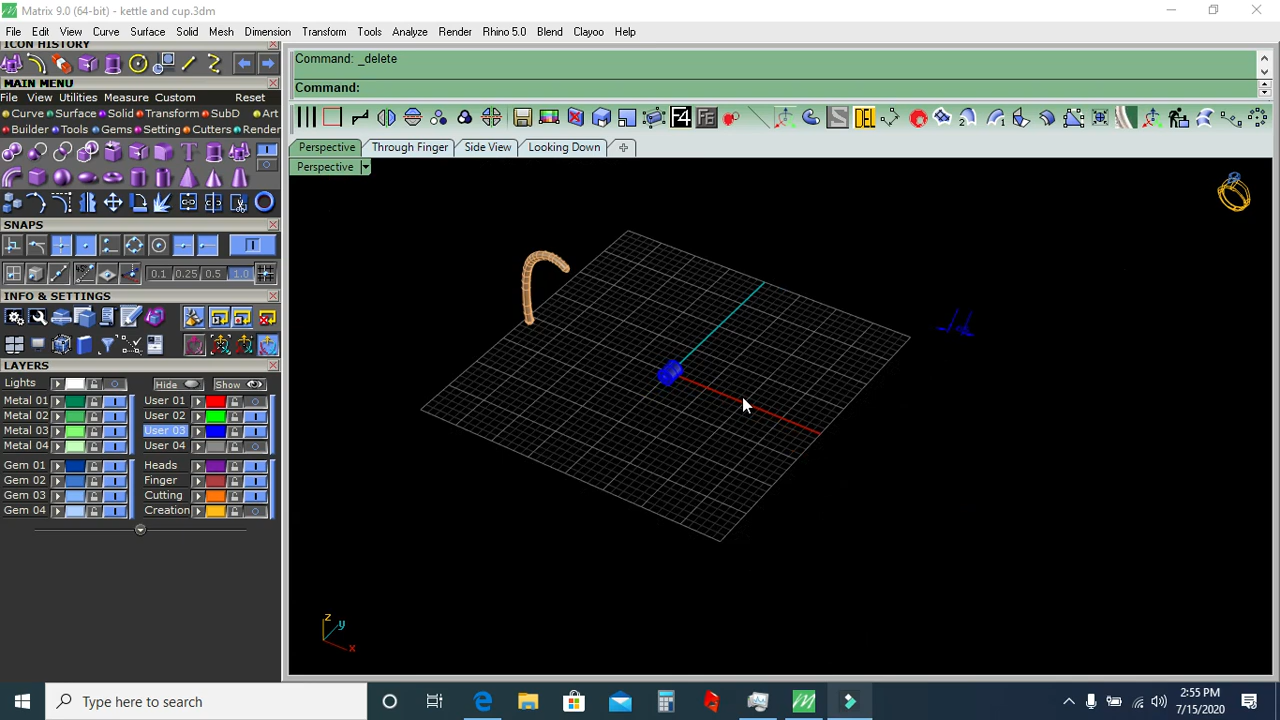 Matrix 9.0 (64-bit) - kettle and cup.3dm
File Edit View Curve Surface Solid Mesh Dimension Transform Tools Analyze Render Rhino 5.0 Blend Clayoo Help
ICON HISTORY
Command: _delete
Command:
MAIN MENU
File View Utilities Measure Custom Reset
Curve Surface Solid Transform SubD Art
Builder Tools Gems Setting Cutters Render
F4
DEL
Perspective Through Finger Side View Looking Down
Perspective
SNAPS
0.1 0.25 0.5 1.0
INFO & SETTINGS
LAYERS
Lights Hide Show
Metal 01 User 01
Metal 02 User 02
Metal 03 User 03
Metal 04 User 04
Gem 01 Heads
Gem 02 Finger
Gem 03 Cutting
Gem 04 Creation
z
y
x
Type here to search
2:55 PM
7/15/2020